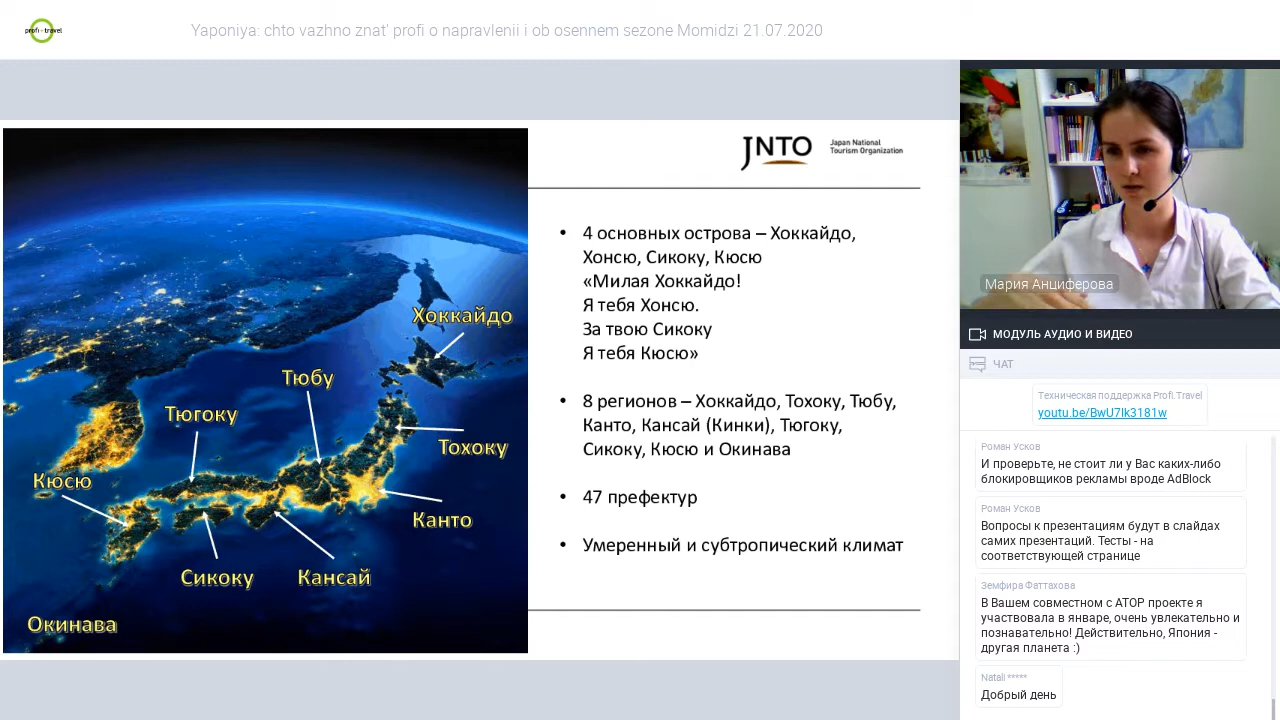 profi • travel
Yaponiya: chto vazhno znat' profi o napravlenii i ob osennem sezone Momidzi 21.07.2020
JNTO
Japan National
Tourism Organization
• 4 основных острова – Хоккайдо,
Хонсю, Сикоку, Кюсю
«Милая Хоккайдо!
Я тебя Хонсю.
За твою Сикоку
Я тебя Кюсю»
• 8 регионов – Хоккайдо, Тохоку, Тюбу,
Канто, Кансай (Кинки), Тюгоку,
Сикоку, Кюсю и Окинава
• 47 префектур
• Умеренный и субтропический климат
Хоккайдо
Тюбу
Тюгоку
Тохоку
Кюсю
Канто
Сикоку
Кансай
Окинава
Мария Анциферова
МОДУЛЬ АУДИО И ВИДЕО
ЧАТ
Техническая поддержка Profi.Travel
youtu.be/BwU7lk3181w
Роман Усков
И проверьте, не стоит ли у Вас каких-либо
блокировщиков рекламы вроде AdBlock
Роман Усков
Вопросы к презентациям будут в слайдах
самих презентаций. Тесты - на
соответствующей странице
Земфира Фаттахова
В Вашем совместном с АТОР проекте я
участвовала в январе, очень увлекательно и
познавательно! Действительно, Япония -
другая планета :)
Natali *****
Добрый день